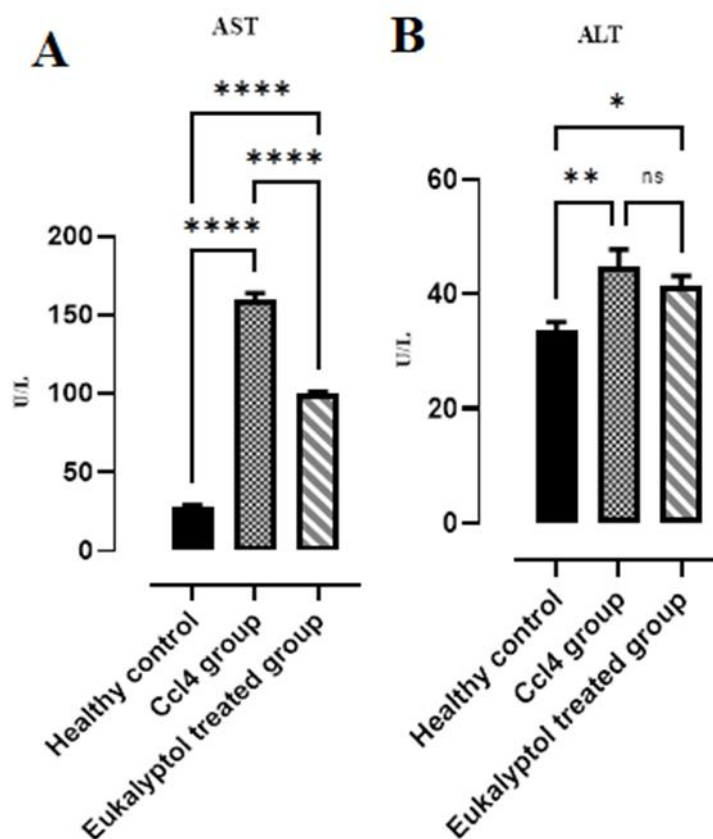 A
AST
****
****
****
200
150
100
50
0
U/L
Healthy control
Ccl4 group
Eukalyptol treated group
B
ALT
*
**
ns
60
40
20
0
U/L
Healthy control
Ccl4 group
Eukalyptol treated group